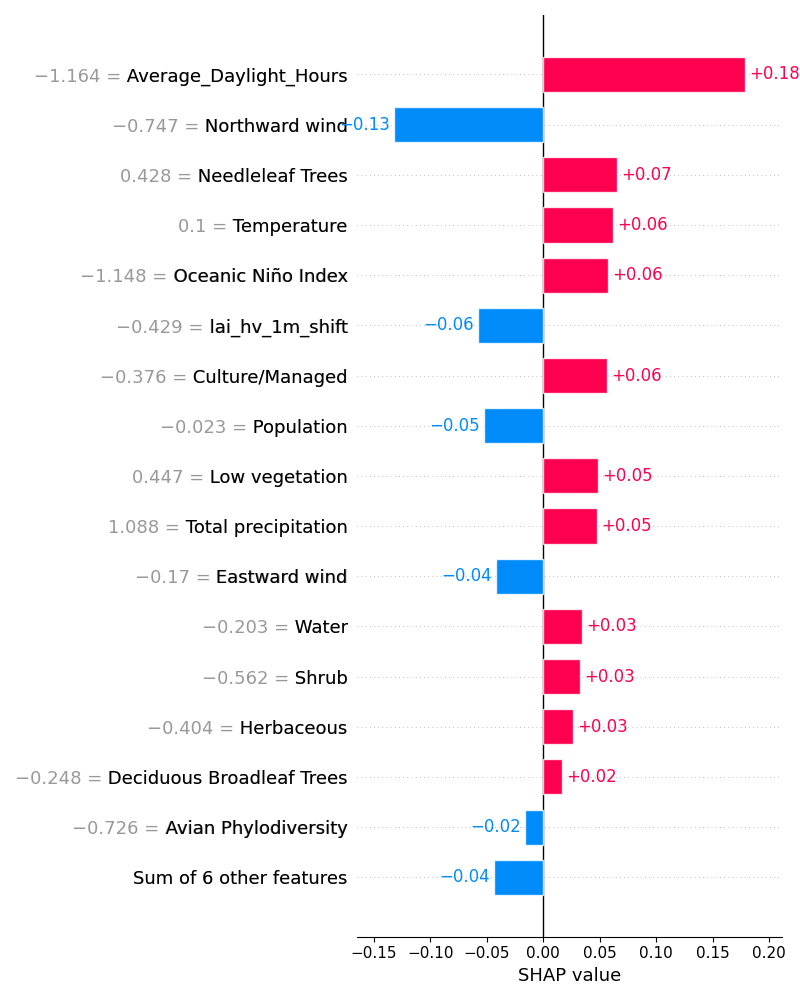 −1.164 = Average_Daylight_Hours +0.18
−0.747 = Northward wind −0.13
0.428 = Needleleaf Trees +0.07
0.1 = Temperature +0.06
−1.148 = Oceanic Niño Index +0.06
−0.429 = lai_hv_1m_shift −0.06
−0.376 = Culture/Managed +0.06
−0.023 = Population −0.05
0.447 = Low vegetation +0.05
1.088 = Total precipitation +0.05
−0.17 = Eastward wind −0.04
−0.203 = Water +0.03
−0.562 = Shrub +0.03
−0.404 = Herbaceous +0.03
−0.248 = Deciduous Broadleaf Trees +0.02
−0.726 = Avian Phylodiversity −0.02
Sum of 6 other features −0.04
−0.15 −0.10 −0.05 0.00 0.05 0.10 0.15 0.20
SHAP value